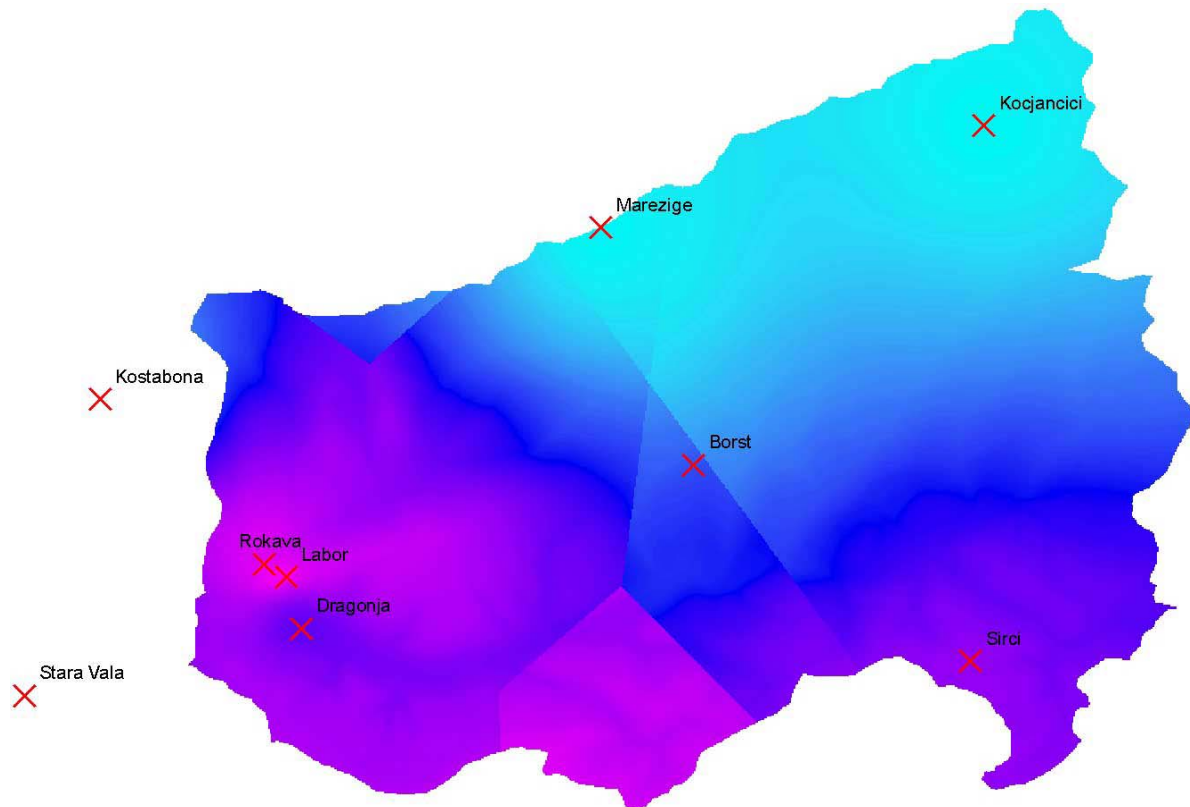 Kocjancici
Marezige
Kostabona
Borst
Rokava
Labor
Dragonja
Sirci
Stara Vala